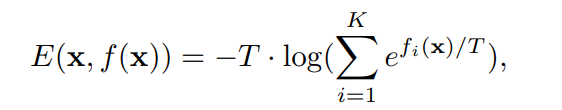 E(x, f(x)) = −T · log(∑_{i=1}^{K} e^{f_i(x)/T}),